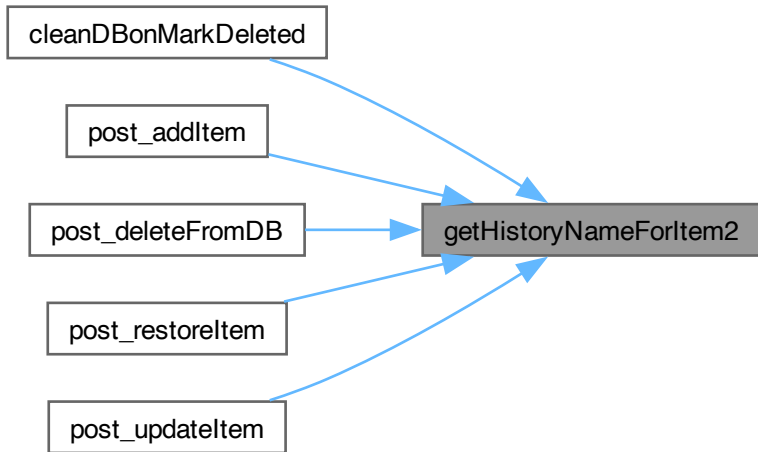 cleanDBonMarkDeleted
post_addItem
post_deleteFromDB
getHistoryNameForItem2
post_restoreItem
post_updateItem